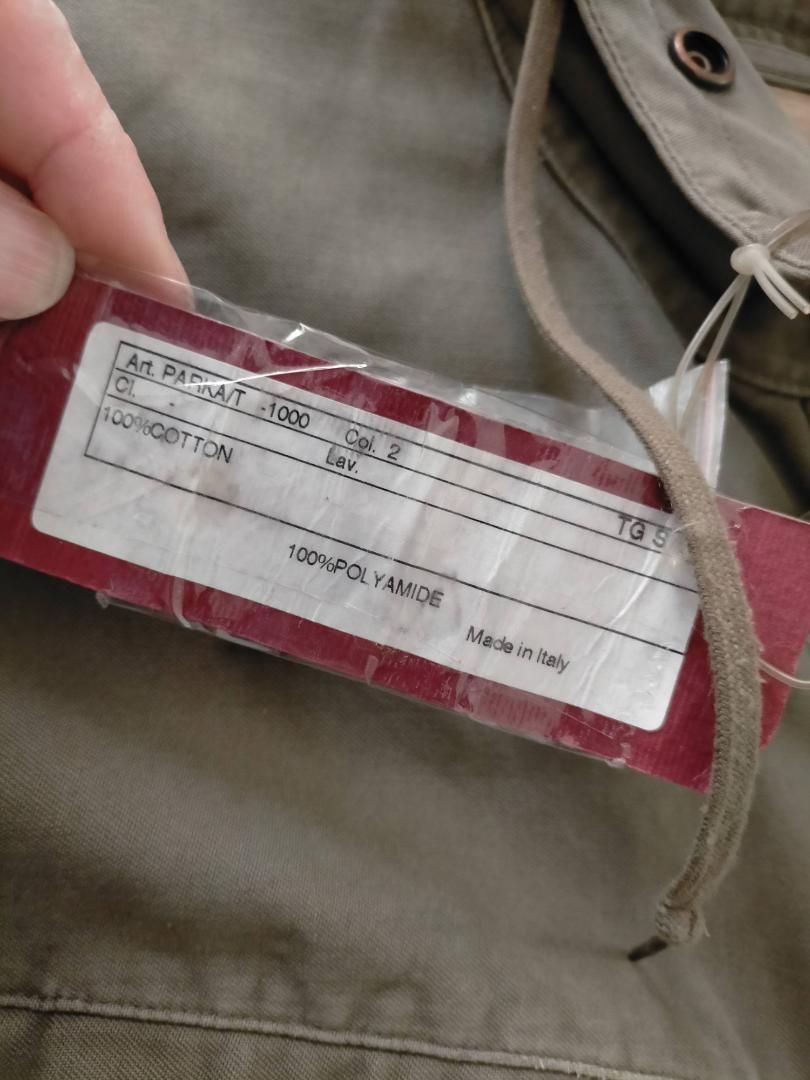 Art. PARKA/T -1000 Col. 2 TG S
Cl. - Lav.
100%COTTON
100%POLYAMIDE
Made in Italy